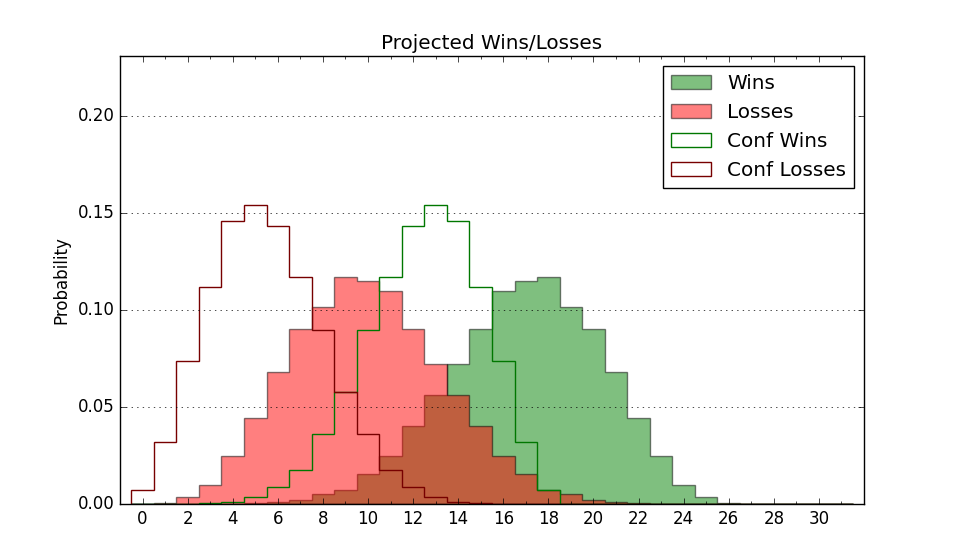 Projected Wins/Losses
Wins
Losses
Conf Wins
Conf Losses
Probability
0.20
0.15
0.10
0.05
0.00
0 2 4 6 8 10 12 14 16 18 20 22 24 26 28 30